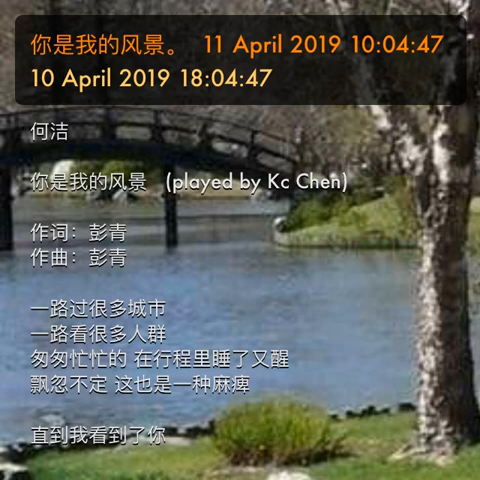 你是我的风景。 11 April 2019 10:04:47
10 April 2019 18:04:47
何洁
你是我的风景 (played by Kc Chen)
作词：彭青
作曲：彭青
一路过很多城市
一路看很多人群
匆匆忙忙的 在行程里睡了又醒
飘忽不定 这也是一种麻痺
直到我看到了你